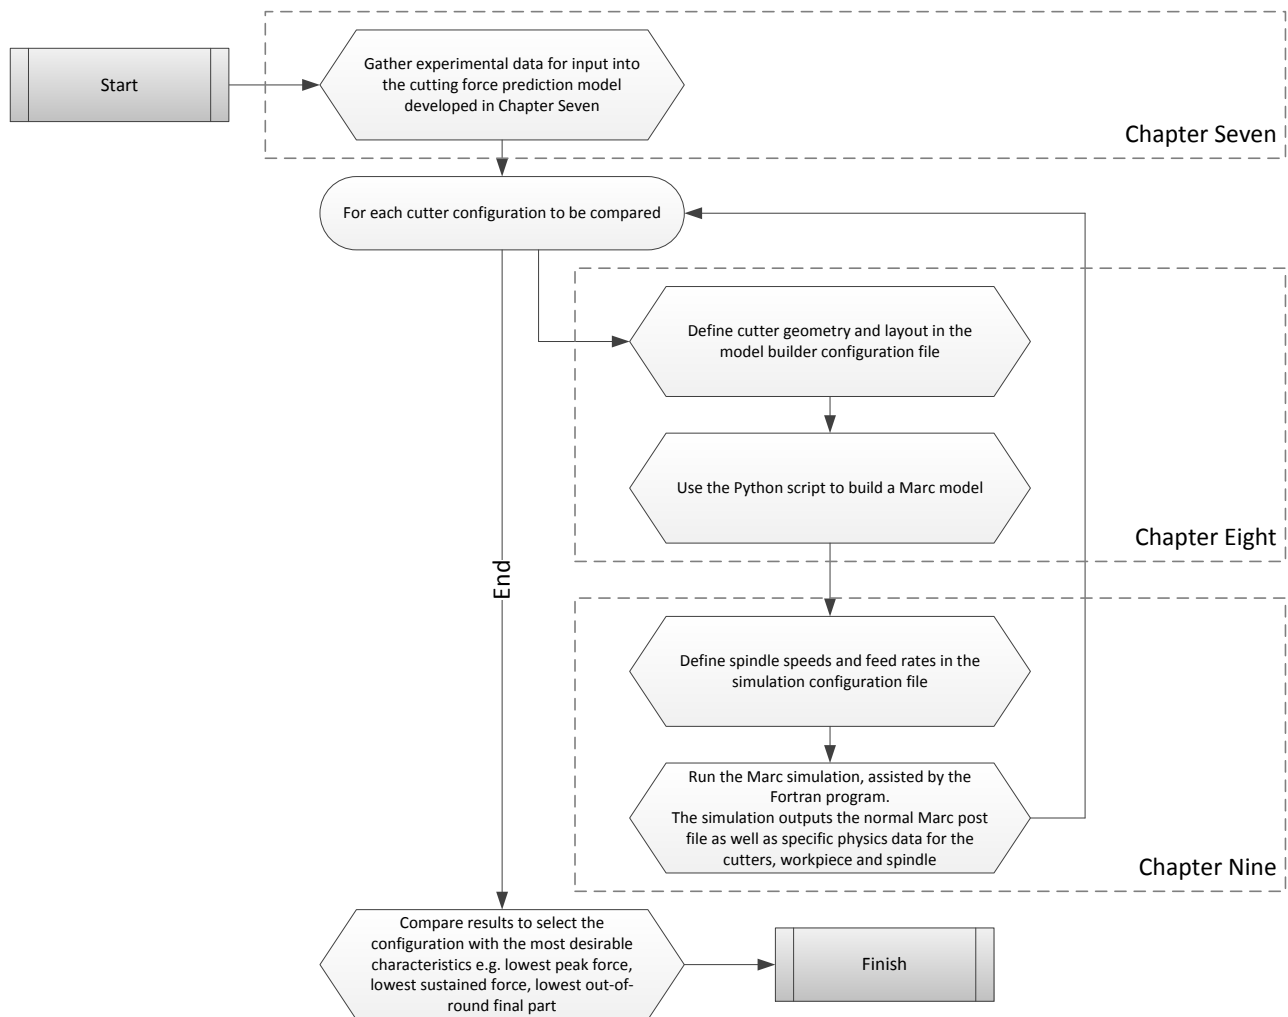 Start
Gather experimental data for input into
the cutting force prediction model
developed in Chapter Seven
Chapter Seven
For each cutter configuration to be compared
Define cutter geometry and layout in the
model builder configuration file
Use the Python script to build a Marc model
Chapter Eight
End
Define spindle speeds and feed rates in the
simulation configuration file
Run the Marc simulation, assisted by the
Fortran program.
The simulation outputs the normal Marc post
file as well as specific physics data for the
cutters, workpiece and spindle
Chapter Nine
Compare results to select the
configuration with the most desirable
characteristics e.g. lowest peak force,
lowest sustained force, lowest out-of-
round final part
Finish